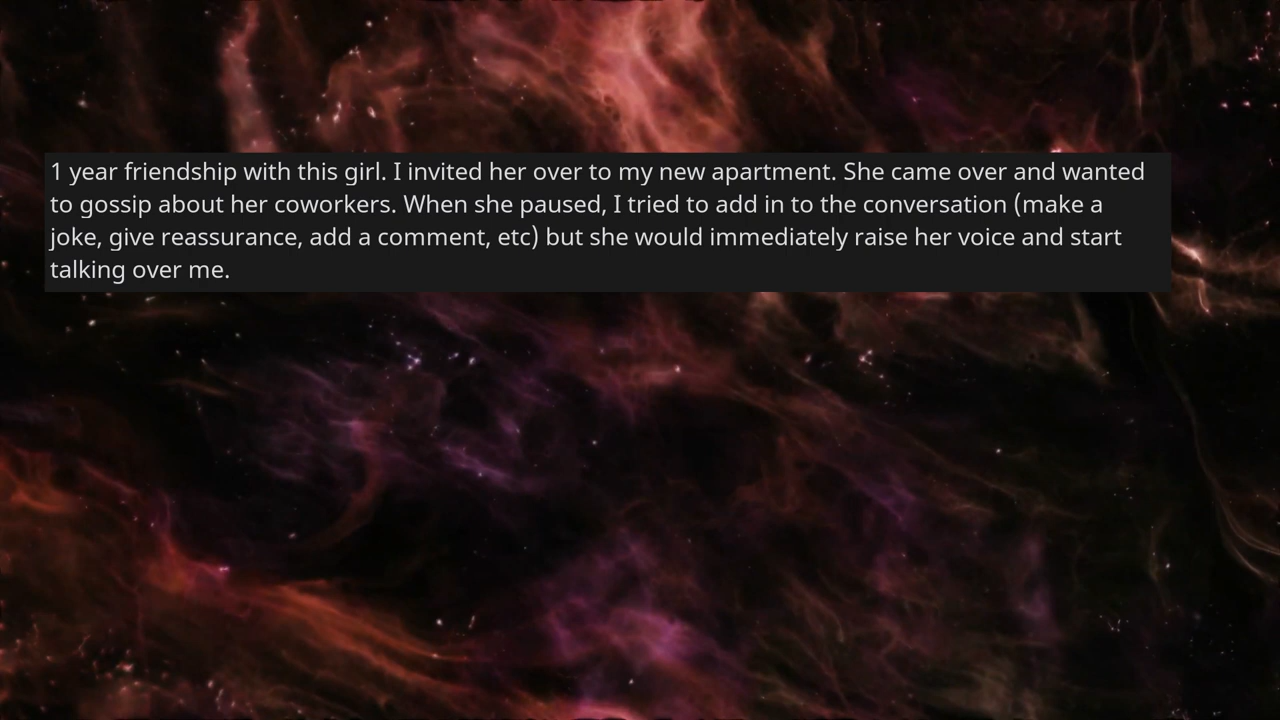 1 year friendship with this girl. I invited her over to my new apartment. She came over and wanted
to gossip about her coworkers. When she paused, I tried to add in to the conversation (make a
joke, give reassurance, add a comment, etc) but she would immediately raise her voice and start
talking over me.